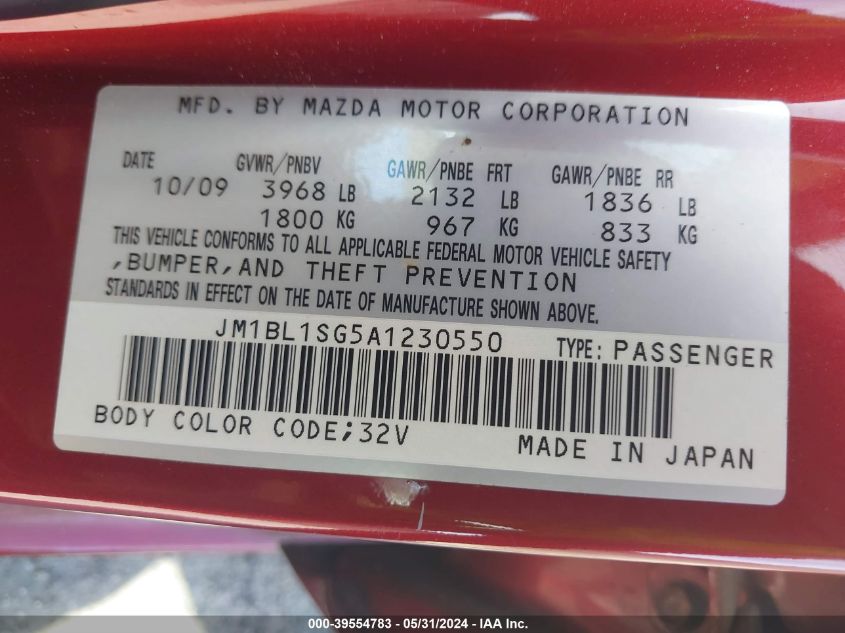 MFD. BY MAZDA MOTOR CORPORATION
DATE GVWR/PNBV GAWR/PNBE FRT GAWR/PNBE RR
10/09 3968 LB 2132 LB 1836 LB
1800 KG 967 KG 833 KG
THIS VEHICLE CONFORMS TO ALL APPLICABLE FEDERAL MOTOR VEHICLE SAFETY
,BUMPER,AND THEFT PREVENTION
STANDARDS IN EFFECT ON THE DATE OF MANUFACTURE SHOWN ABOVE.
JM1BL1SG5A1230550 TYPE: PASSENGER
BODY COLOR CODE;32V MADE IN JAPAN
000-39554783 - 05/31/2024 - IAA Inc.